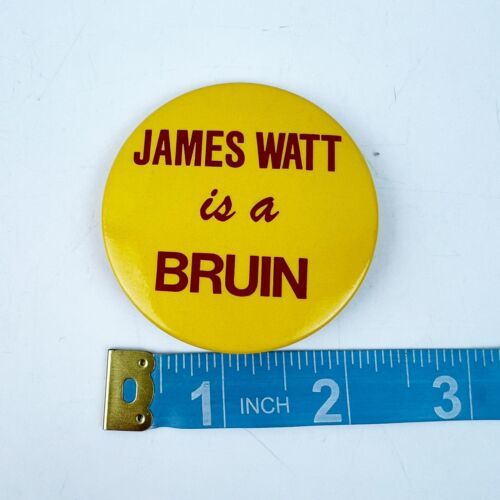 JAMES WATT
is a
BRUIN
1 INCH 2 3